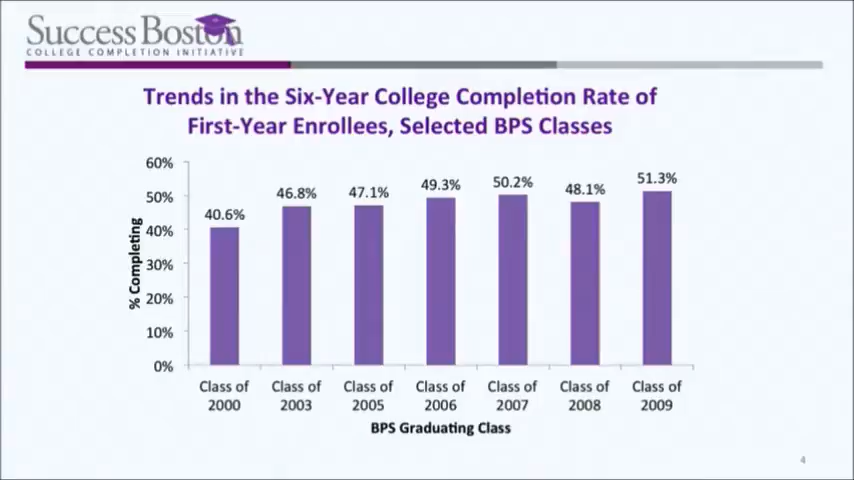 Success Boston
COLLEGE COMPLETION INITIATIVE
Trends in the Six-Year College Completion Rate of
First-Year Enrollees, Selected BPS Classes
% Completing
60%
50%
40%
30%
20%
10%
0%
40.6%
46.8%
47.1%
49.3%
50.2%
48.1%
51.3%
Class of
2000
Class of
2003
Class of
2005
Class of
2006
Class of
2007
Class of
2008
Class of
2009
BPS Graduating Class
4